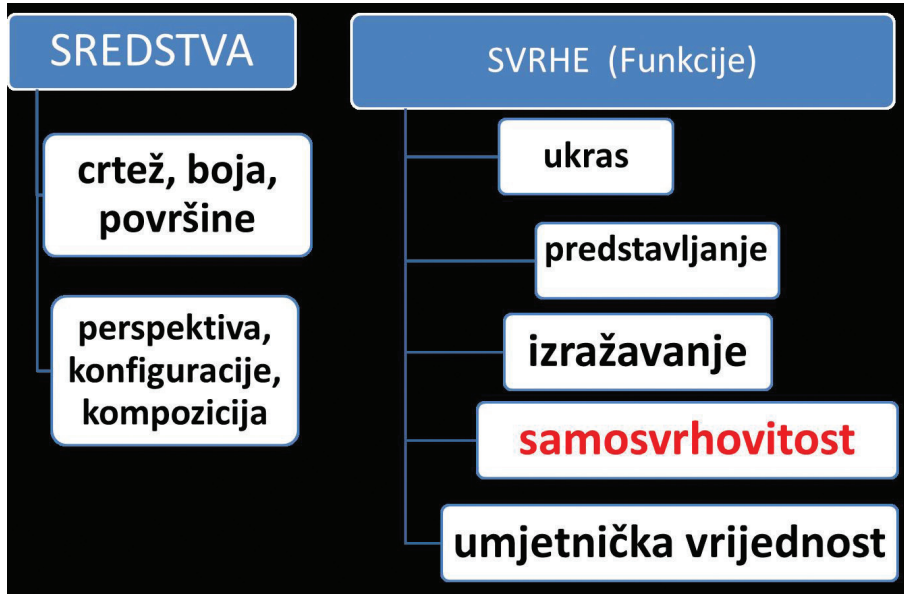 SREDSTVA
crtež, boja,
površine
perspektiva,
konfiguracije,
kompozicija
SVRHE (Funkcije)
ukras
predstavljanje
izražavanje
samosvrhovitost
umjetnička vrijednost